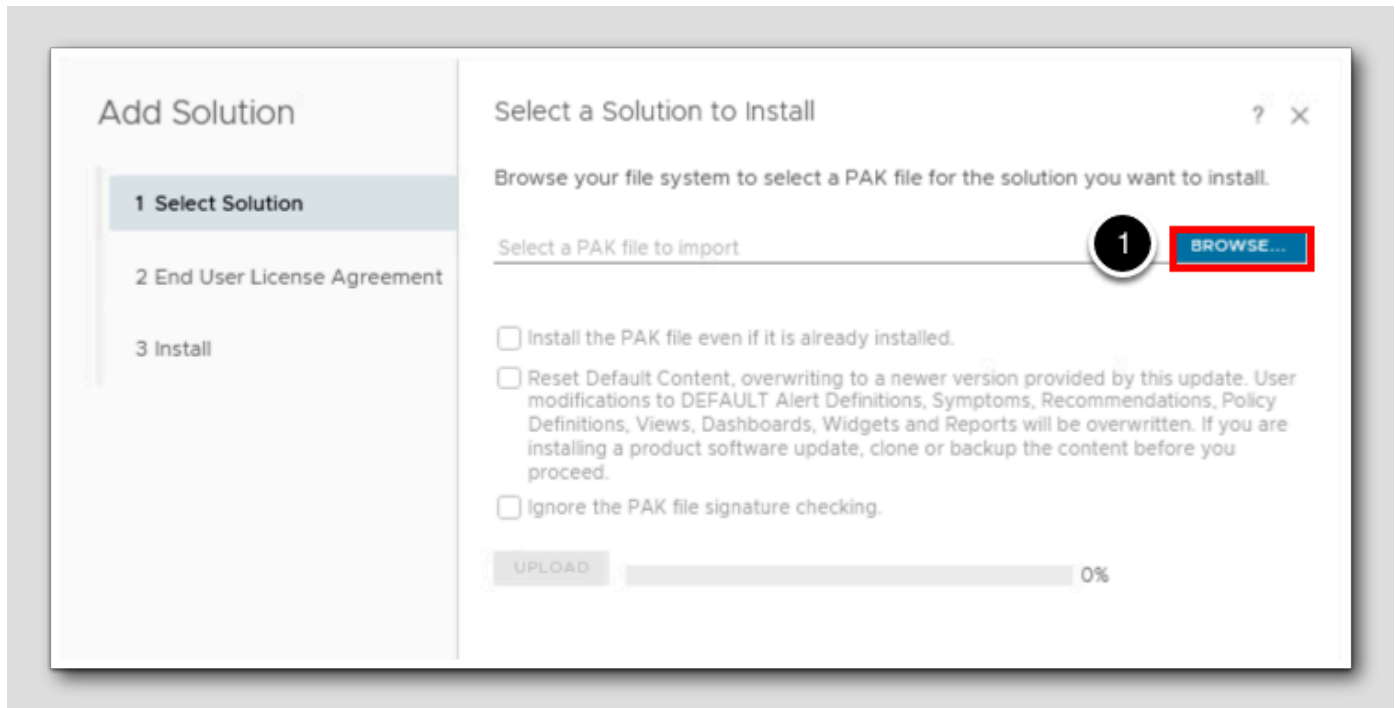 Add Solution
1 Select Solution
2 End User License Agreement
3 Install
Select a Solution to Install
?
Browse your file system to select a PAK file for the solution you want to install.
Select a PAK file to import
1
BROWSE...
Install the PAK file even if it is already installed.
Reset Default Content, overwriting to a newer version provided by this update. User
modifications to DEFAULT Alert Definitions, Symptoms, Recommendations, Policy
Definitions, Views, Dashboards, Widgets and Reports will be overwritten. If you are
installing a product software update, clone or backup the content before you
proceed.
Ignore the PAK file signature checking.
UPLOAD
0%